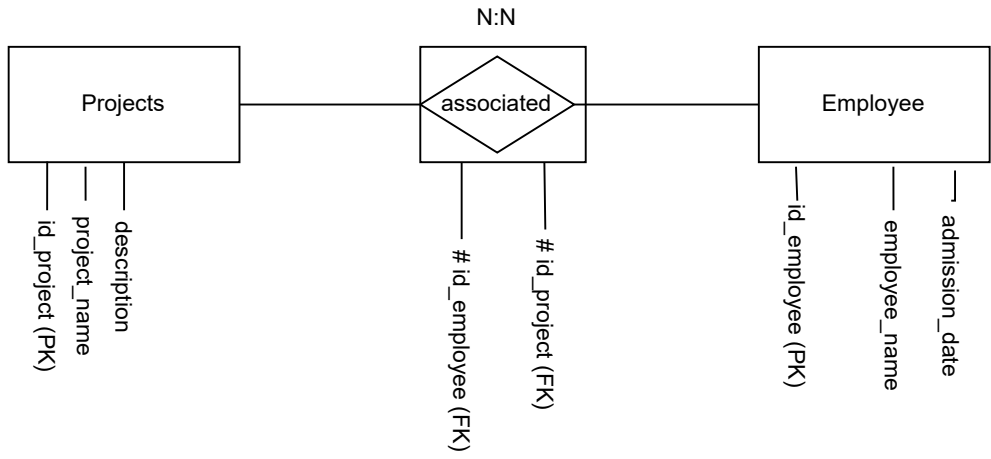 N:N
Projects
associated
Employee
id_project (PK)
project_name
description
# id_employee (FK)
# id_project (FK)
id_employee (PK)
employee_name
admission_date